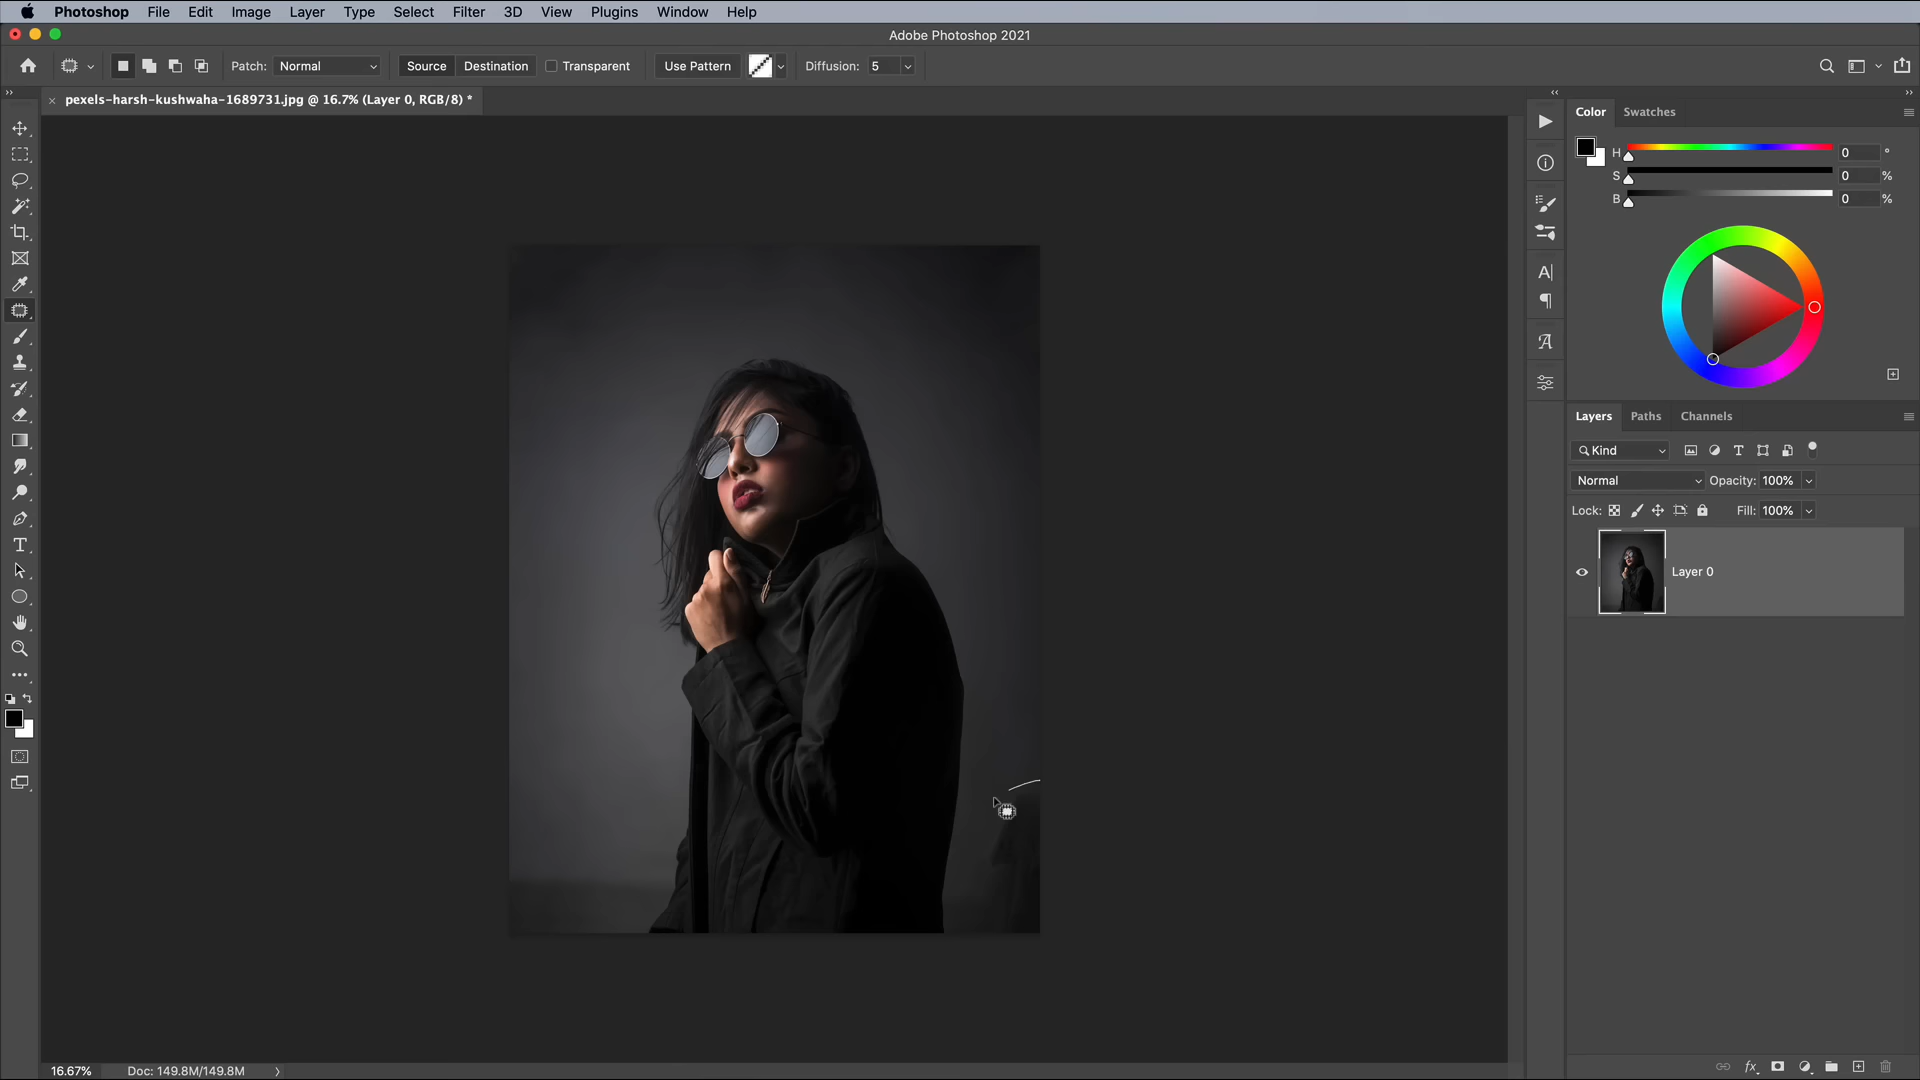 Photoshop File Edit Image Layer Type Select Filter 3D View Plugins Window Help
Adobe Photoshop 2021
Patch: Normal Source Destination Transparent Use Pattern Diffusion: 5
pexels-harsh-kushwaha-1689731.jpg @ 16.7% (Layer 0, RGB/8) *
Color Swatches
H 0 °
S 0 %
B 0 %
Layers Paths Channels
Kind
Normal Opacity: 100%
Lock: Fill: 100%
Layer 0
16.67% Doc: 149.8M/149.8M